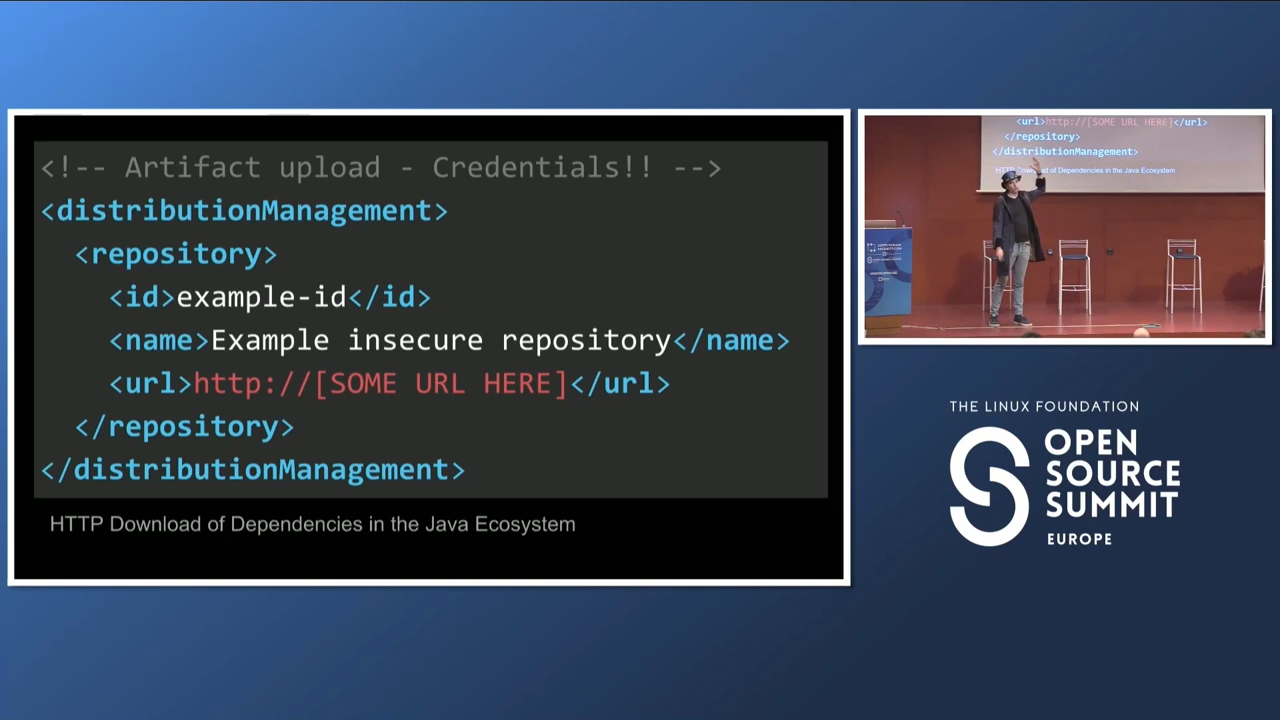 <!-- Artifact upload - Credentials!! -->
<distributionManagement>
<repository>
<id>example-id</id>
<name>Example insecure repository</name>
<url>http://[SOME URL HERE]</url>
</repository>
</distributionManagement>
HTTP Download of Dependencies in the Java Ecosystem
<url>http://[SOME URL HERE]</url>
</repository>
</distributionManagement>
THE LINUX FOUNDATION
OPEN
SOURCE
SUMMIT
EUROPE